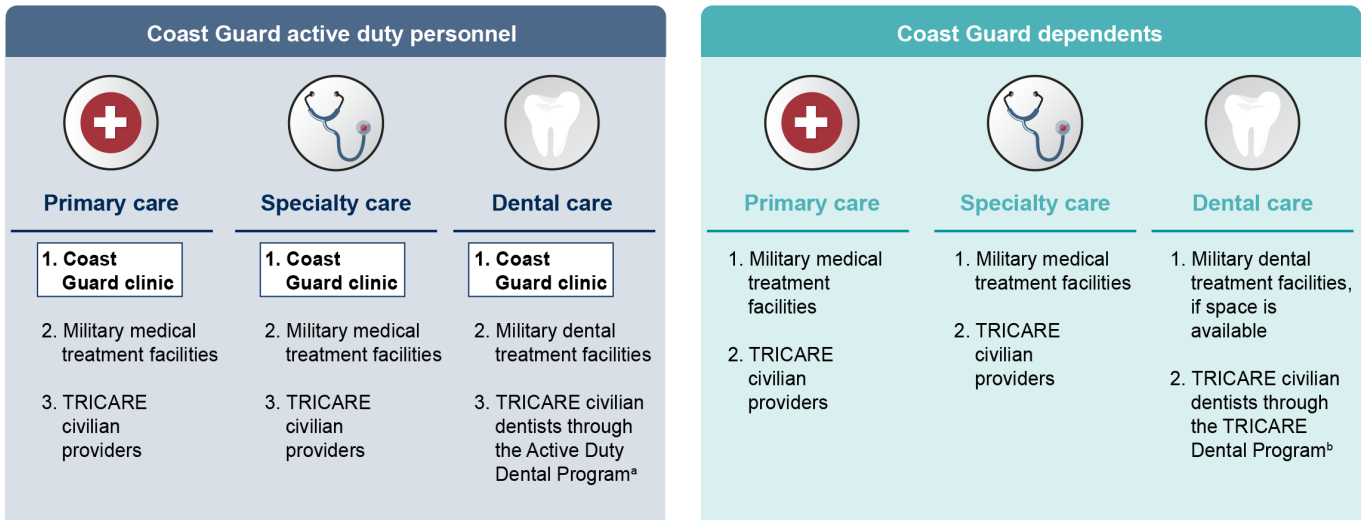 Coast Guard active duty personnel
Primary care
1. Coast
Guard clinic
2. Military medical
treatment facilities
3. TRICARE
civilian
providers
Specialty care
1. Coast
Guard clinic
2. Military medical
treatment facilities
3. TRICARE
civilian
providers
Dental care
1. Coast
Guard clinic
2. Military dental
treatment facilities
3. TRICARE civilian
dentists through
the Active Duty
Dental Programᵃ
Coast Guard dependents
Primary care
1. Military medical
treatment
facilities
2. TRICARE
civilian
providers
Specialty care
1. Military medical
treatment facilities
2. TRICARE
civilian
providers
Dental care
1. Military dental
treatment facilities,
if space is
available
2. TRICARE civilian
dentists through
the TRICARE
Dental Programᵇ